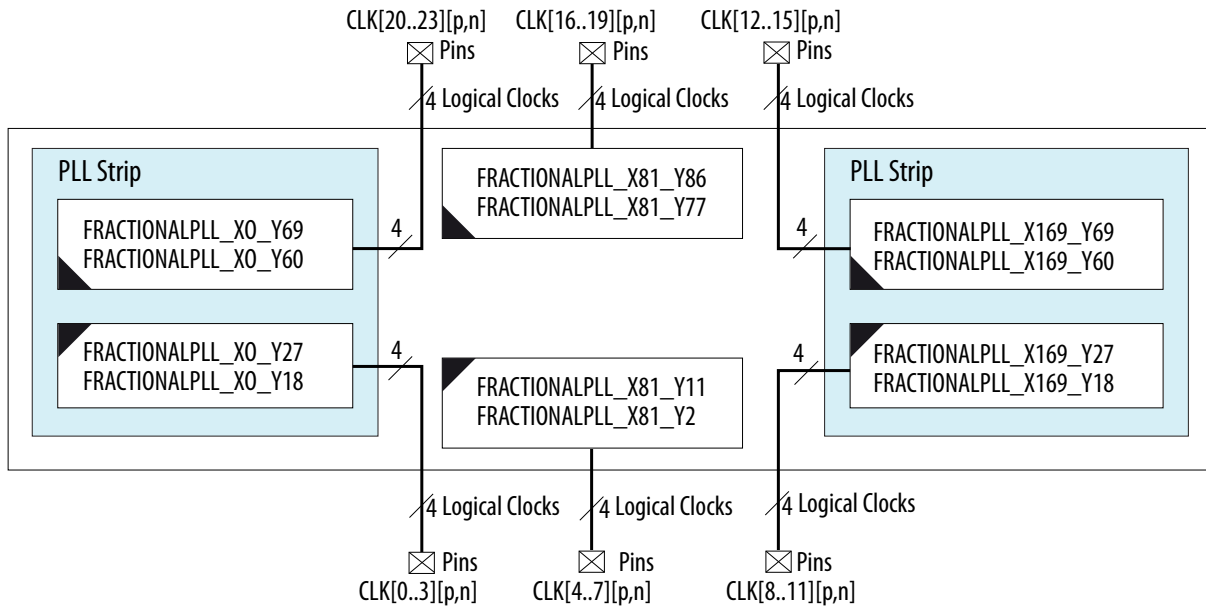 CLK[20..23][p,n]
CLK[16..19][p,n]
CLK[12..15][p,n]
Pins
Pins
Pins
4 Logical Clocks
4 Logical Clocks
4 Logical Clocks
PLL Strip
FRACTIONALPLL_X0_Y69
FRACTIONALPLL_X0_Y60
4
FRACTIONALPLL_X81_Y86
FRACTIONALPLL_X81_Y77
PLL Strip
4
FRACTIONALPLL_X169_Y69
FRACTIONALPLL_X169_Y60
FRACTIONALPLL_X0_Y27
FRACTIONALPLL_X0_Y18
4
FRACTIONALPLL_X81_Y11
FRACTIONALPLL_X81_Y2
4
FRACTIONALPLL_X169_Y27
FRACTIONALPLL_X169_Y18
4 Logical Clocks
4 Logical Clocks
4 Logical Clocks
Pins
Pins
Pins
CLK[0..3][p,n]
CLK[4..7][p,n]
CLK[8..11][p,n]